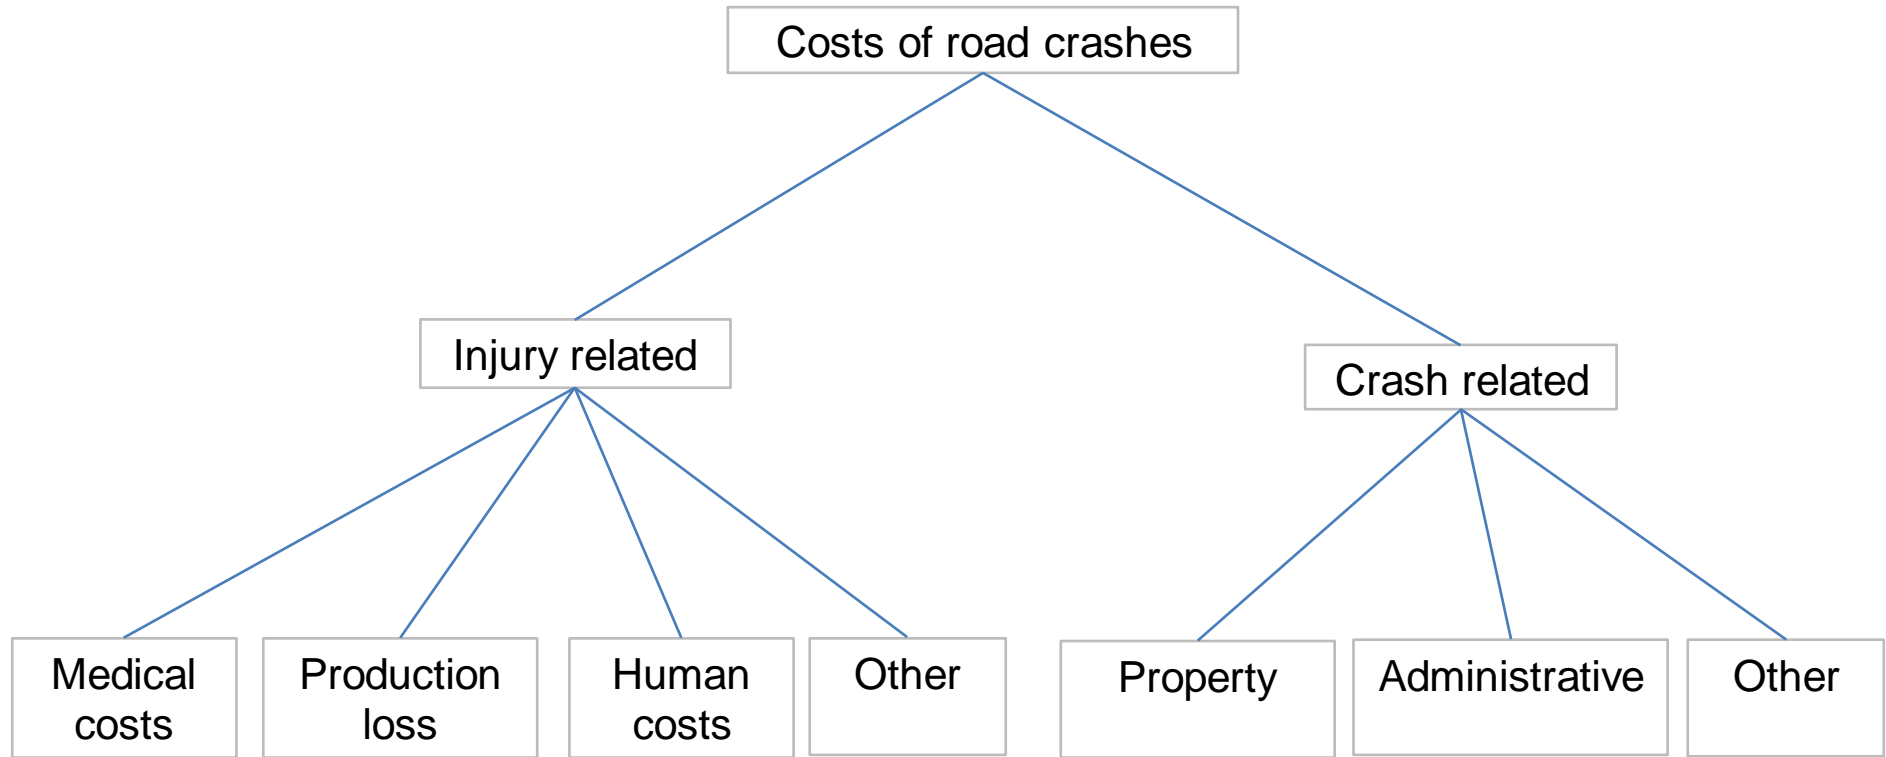 Costs of road crashes
Injury related
Crash related
Medical
costs
Production
loss
Human
costs
Other
Property
Administrative
Other